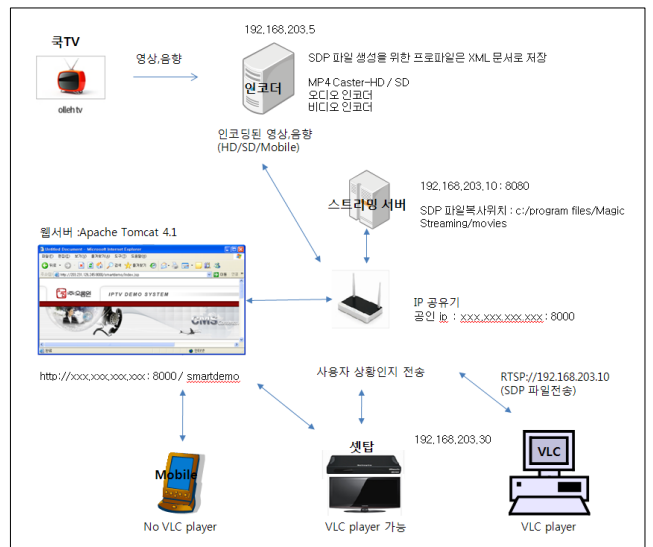 192.168.203.5
쿡TV
영상,음향
olleh tv
인코더
SDP 파일 생성을 위한 프로파일은 XML 문서로 저장
MP4 Caster-HD / SD
오디오 인코더
비디오 인코더
인코딩된 영상,음향
(HD/SD/Mobile)
스트리밍 서버
192.168.203.10 : 8080
SDP 파일복사위치 : c:/program files/Magic
Streaming/movies
웹서버 :Apache Tomcat 4.1
IPTV DEMO SYSTEM
CMS
IP 공유기
공인 ip : xxx.xxx.xxx.xxx : 8000
http://xxx.xxx.xxx.xxx : 8000 / smartdemo
사용자 상황인지 전송
RTSP://192.168.203.10
(SDP 파일전송)
셋탑
192.168.203.30
VLC
Mobile
No VLC player
VLC player 가능
VLC player